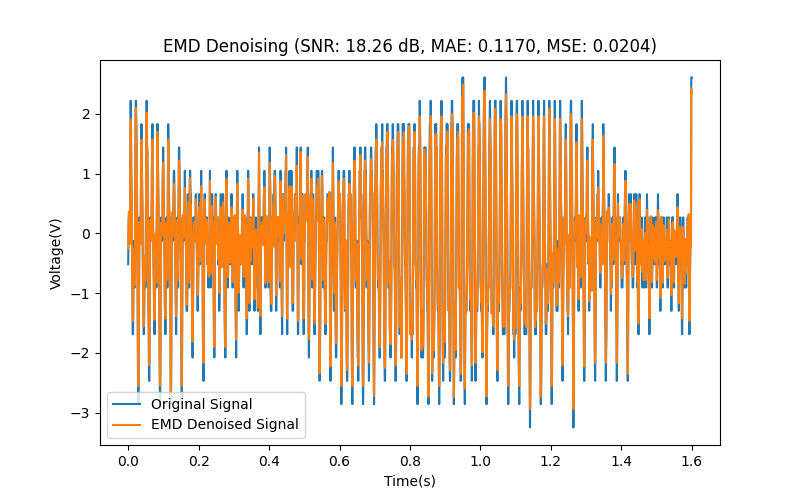 EMD Denoising (SNR: 18.26 dB, MAE: 0.1170, MSE: 0.0204)
Voltage(V)
2
1
0
−1
−2
−3
Original Signal
EMD Denoised Signal
0.0 0.2 0.4 0.6 0.8 1.0 1.2 1.4 1.6
Time(s)